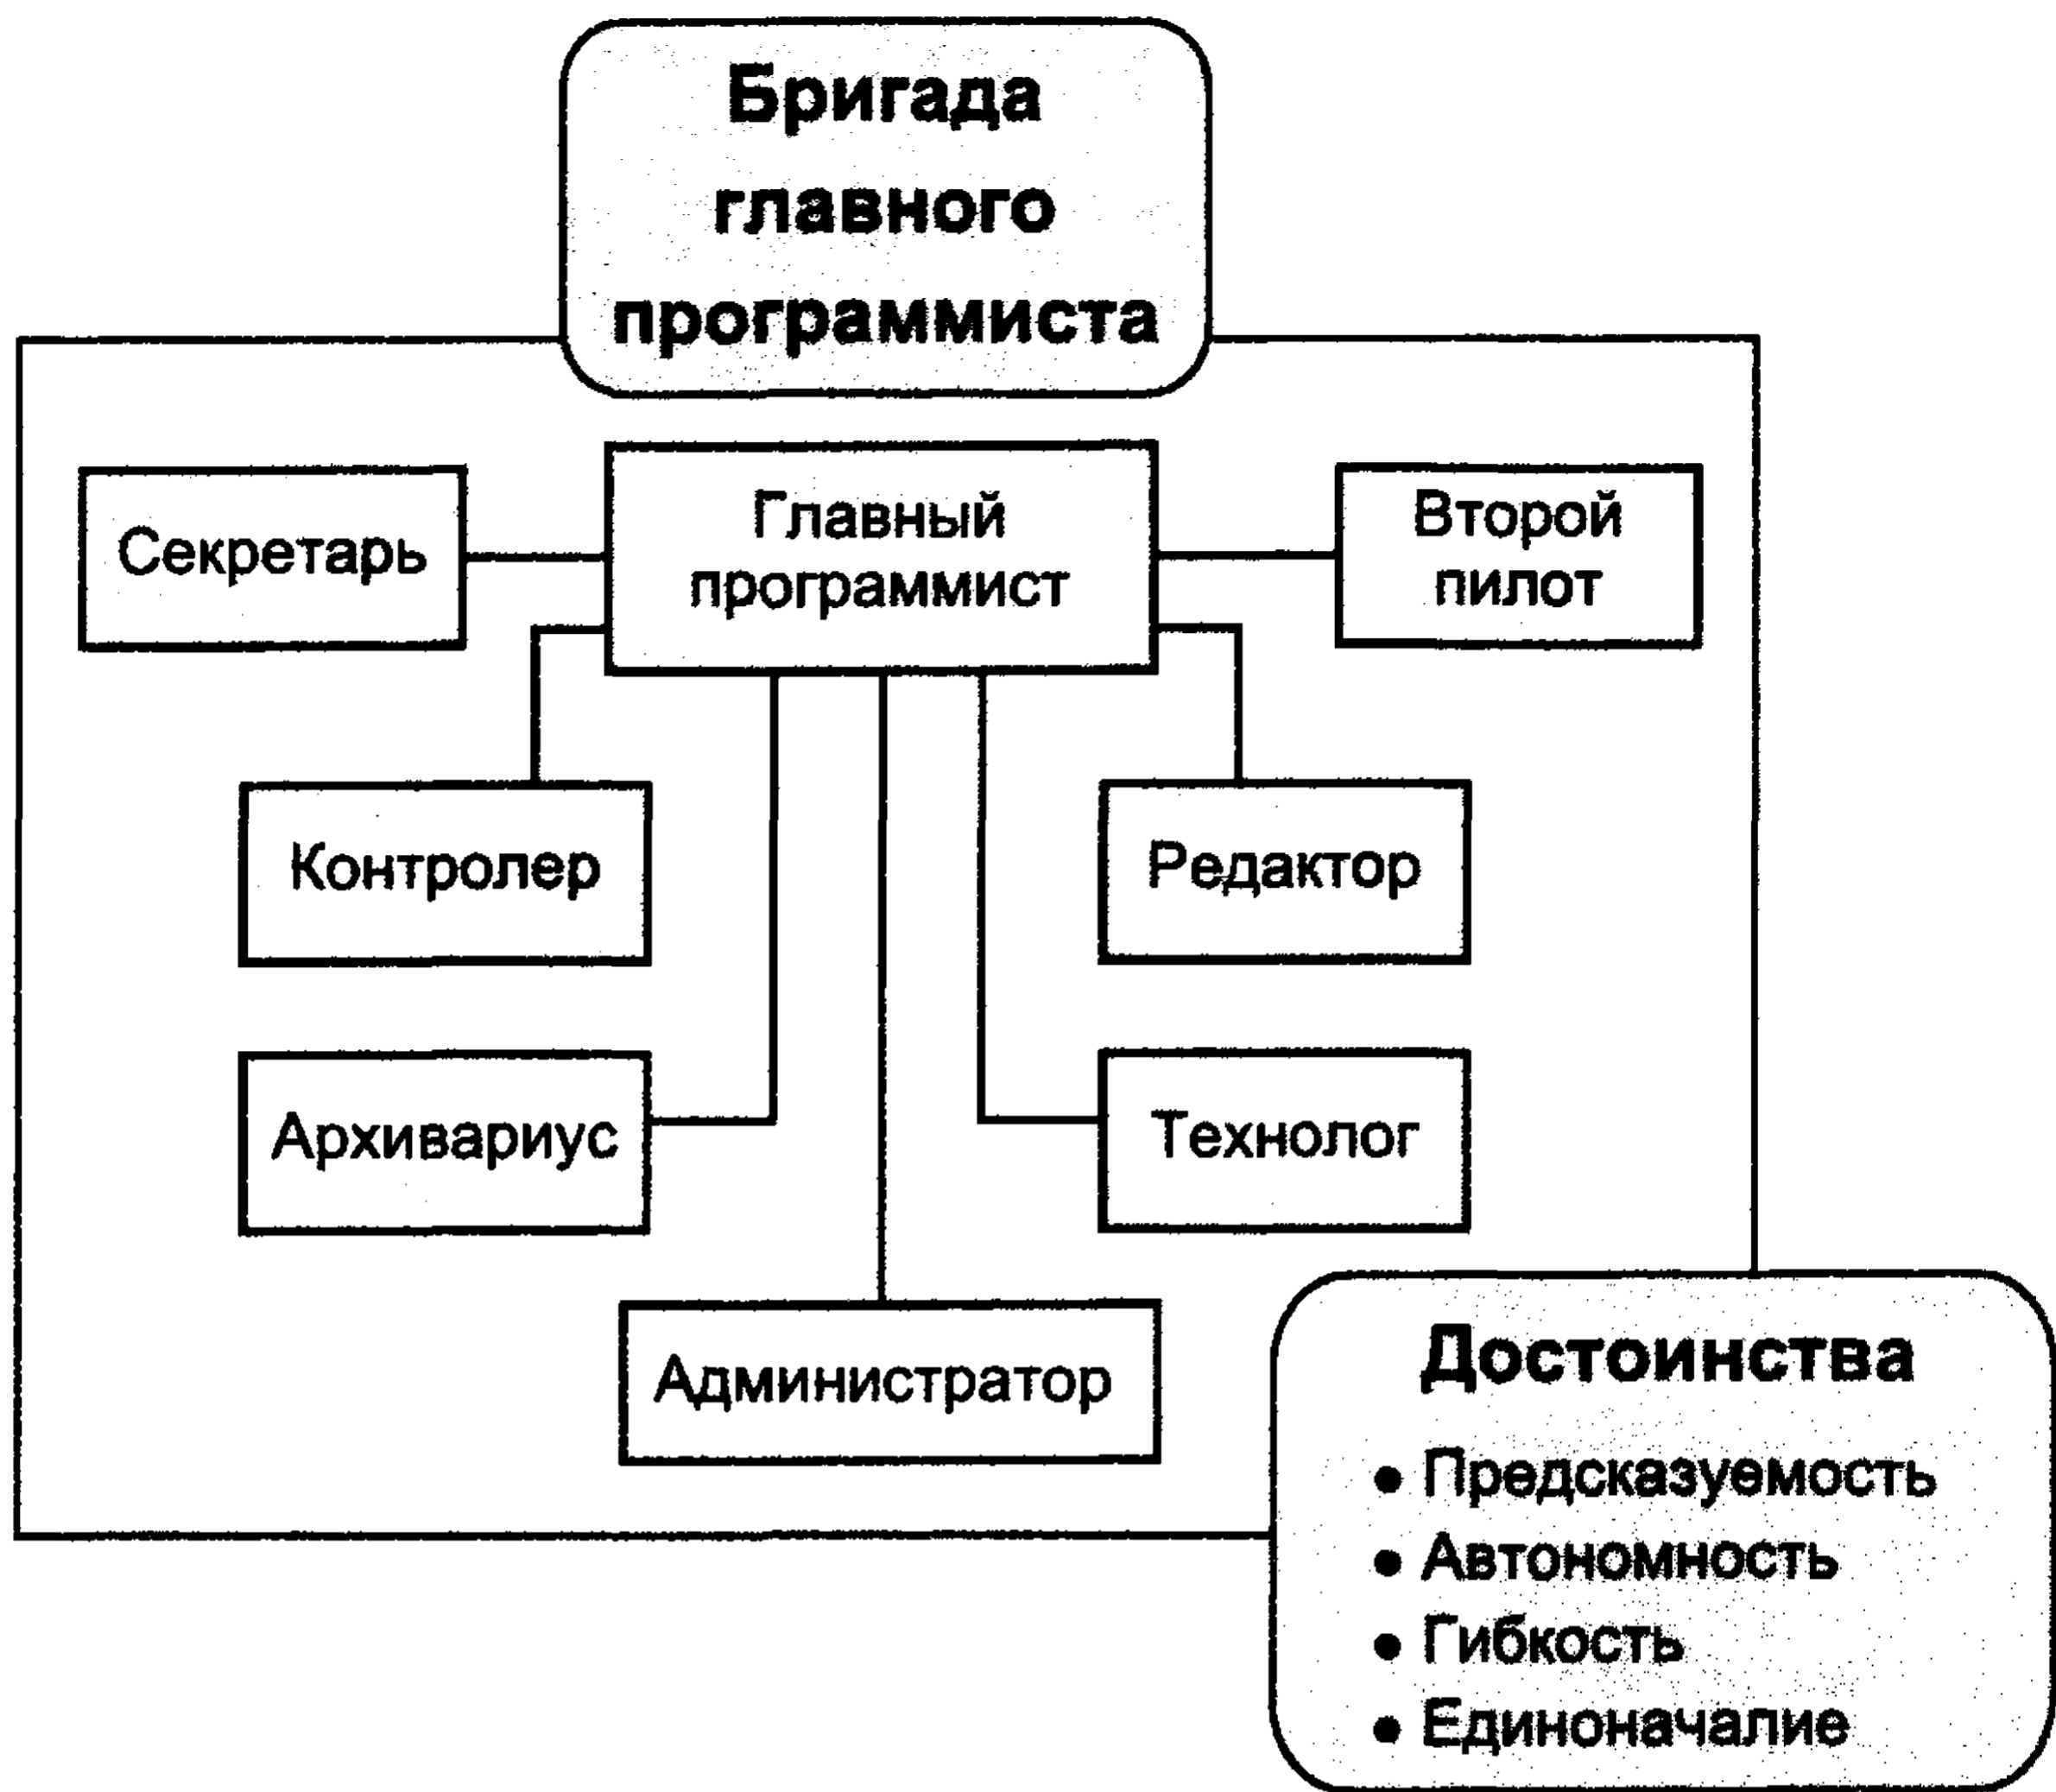 Бригада
главного
программиста
Секретарь
Главный
программист
Второй
пилот
Контролер
Редактор
Архивариус
Технолог
Администратор
Достоинства
• Предсказуемость
• Автономность
• Гибкость
• Единоначалие